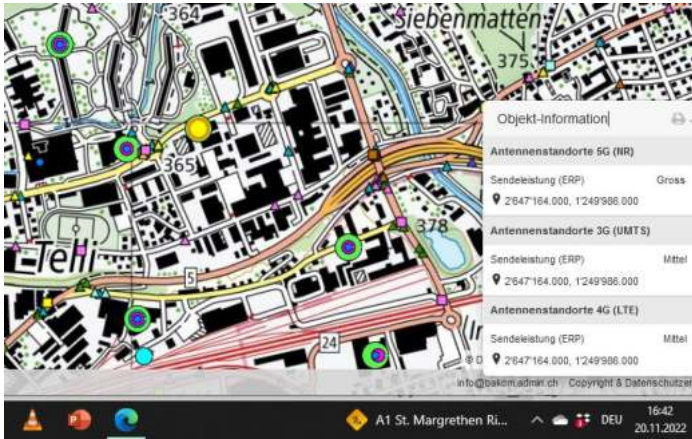 364
Siebenmatten
375
365
Telli
378
5
24
Objekt-Information
Antennenstandorte 5G (NR)
Sendeleistung (ERP) Gross
2'647'164.000, 1'249'986.000
Antennenstandorte 3G (UMTS)
Sendeleistung (ERP) Mittel
2'647'164.000, 1'249'986.000
Antennenstandorte 4G (LTE)
Sendeleistung (ERP) Mittel
2'647'164.000, 1'249'986.000
© D
info@bakom.admin.ch Copyright & Datenschutzer
A1 St. Margrethen Ri... DEU 16:42
20.11.2022